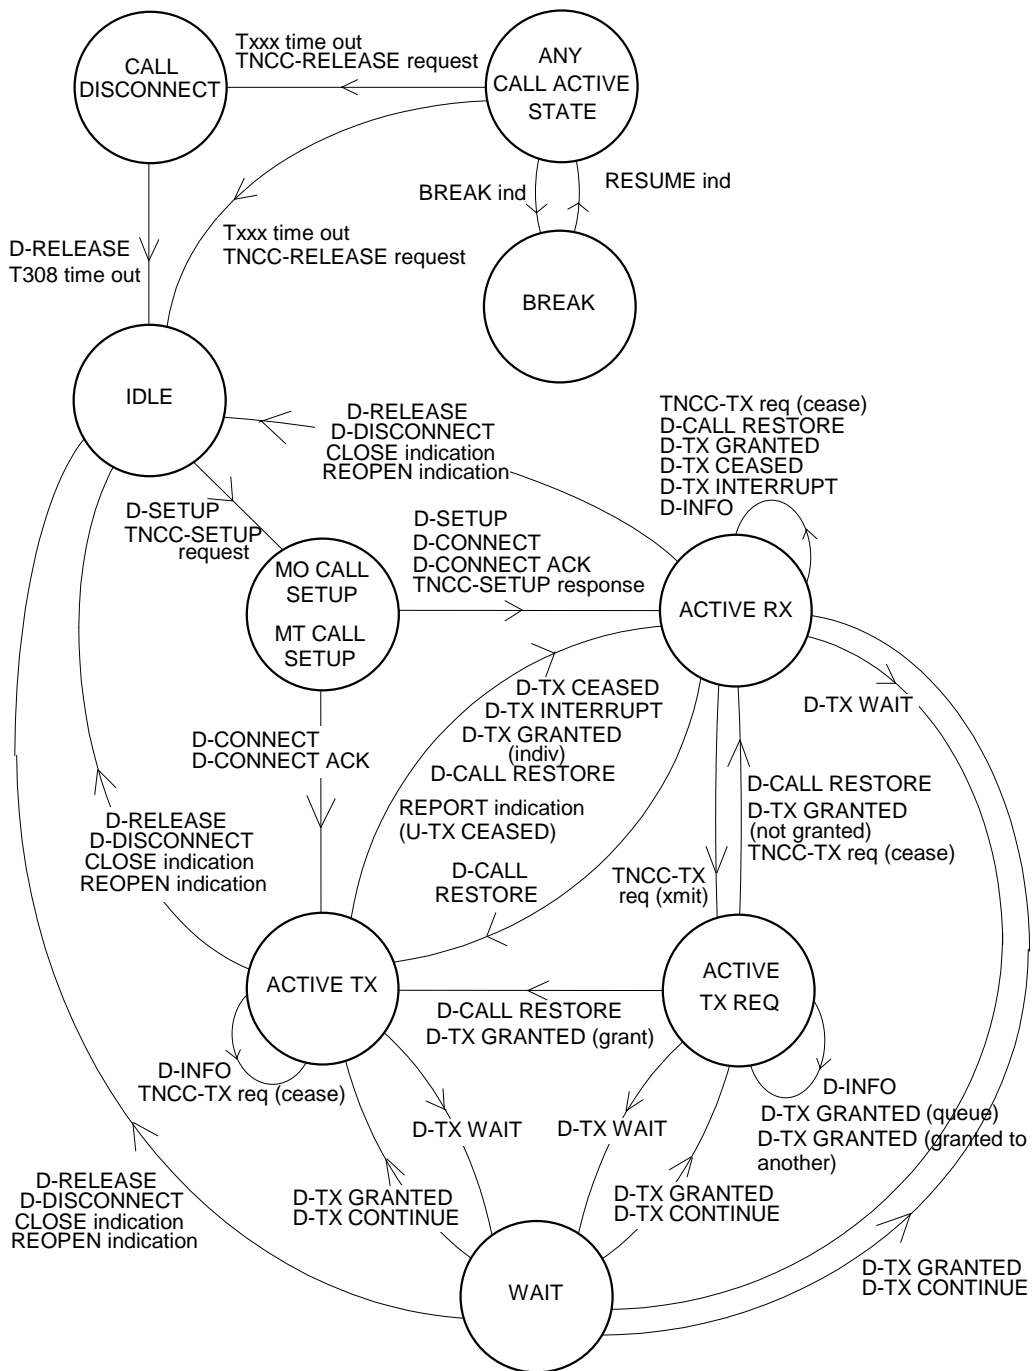 Txxx time out
TNCC-RELEASE request
CALL
DISCONNECT
ANY
CALL ACTIVE
STATE
BREAK ind
RESUME ind
D-RELEASE
T308 time out
Txxx time out
TNCC-RELEASE request
BREAK
IDLE
D-RELEASE
D-DISCONNECT
CLOSE indication
REOPEN indication
TNCC-TX req (cease)
D-CALL RESTORE
D-TX GRANTED
D-TX CEASED
D-TX INTERRUPT
D-INFO
D-SETUP
TNCC-SETUP
request
D-SETUP
D-CONNECT
D-CONNECT ACK
TNCC-SETUP response
MO CALL
SETUP
MT CALL
SETUP
ACTIVE RX
D-TX CEASED
D-TX INTERRUPT
D-TX GRANTED
(indiv)
D-CALL RESTORE
D-TX WAIT
D-CONNECT
D-CONNECT ACK
REPORT indication
(U-TX CEASED)
D-CALL RESTORE
D-TX GRANTED
(not granted)
TNCC-TX req (cease)
D-RELEASE
D-DISCONNECT
CLOSE indication
REOPEN indication
D-CALL
RESTORE
TNCC-TX
req (xmit)
ACTIVE TX
ACTIVE
TX REQ
D-CALL RESTORE
D-TX GRANTED (grant)
D-INFO
TNCC-TX req (cease)
D-INFO
D-TX GRANTED (queue)
D-TX GRANTED (granted to
another)
D-TX WAIT
D-TX WAIT
D-RELEASE
D-DISCONNECT
CLOSE indication
REOPEN indication
D-TX GRANTED
D-TX CONTINUE
D-TX GRANTED
D-TX CONTINUE
D-TX GRANTED
D-TX CONTINUE
WAIT